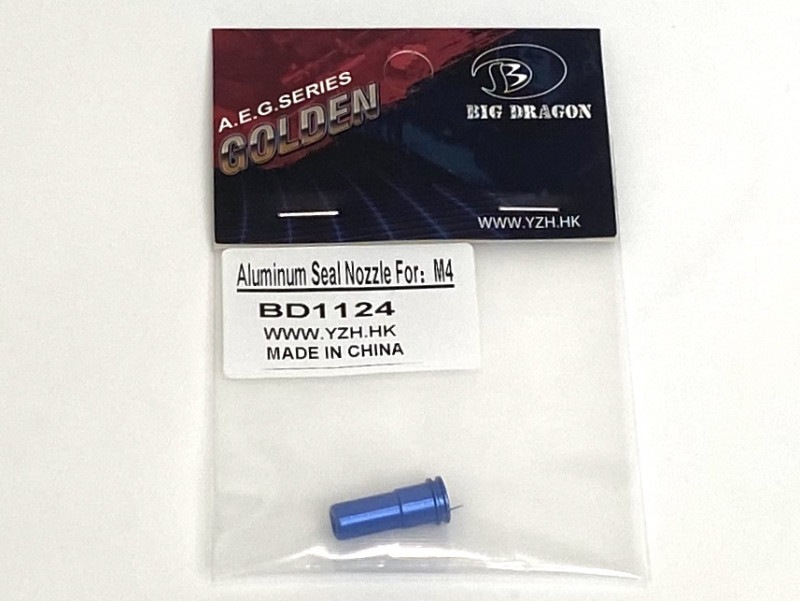 A.E.G.SERIES
GOLDEN
B
BIG DRAGON
WWW.YZH.HK
Aluminum Seal Nozzle For: M4
BD1124
WWW.YZH.HK
MADE IN CHINA